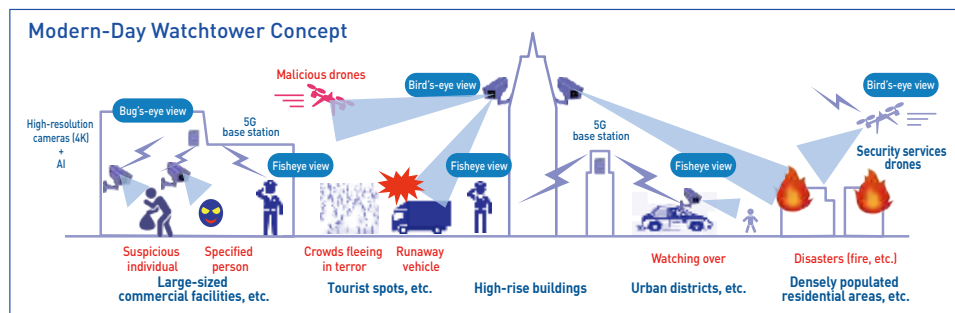 Modern-Day Watchtower Concept
Malicious drones
Bird's-eye view
Bird's-eye view
Bug's-eye view
High-resolution
cameras (4K)
+
AI
5G
base station
5G
base station
Security services
drones
Fisheye view
Fisheye view
Fisheye view
Suspicious
individual
Specified
person
Crowds fleeing
in terror
Runaway
vehicle
Watching over
Disasters (fire, etc.)
Large-sized
commercial facilities, etc.
Tourist spots, etc.
High-rise buildings
Urban districts, etc.
Densely populated
residential areas, etc.